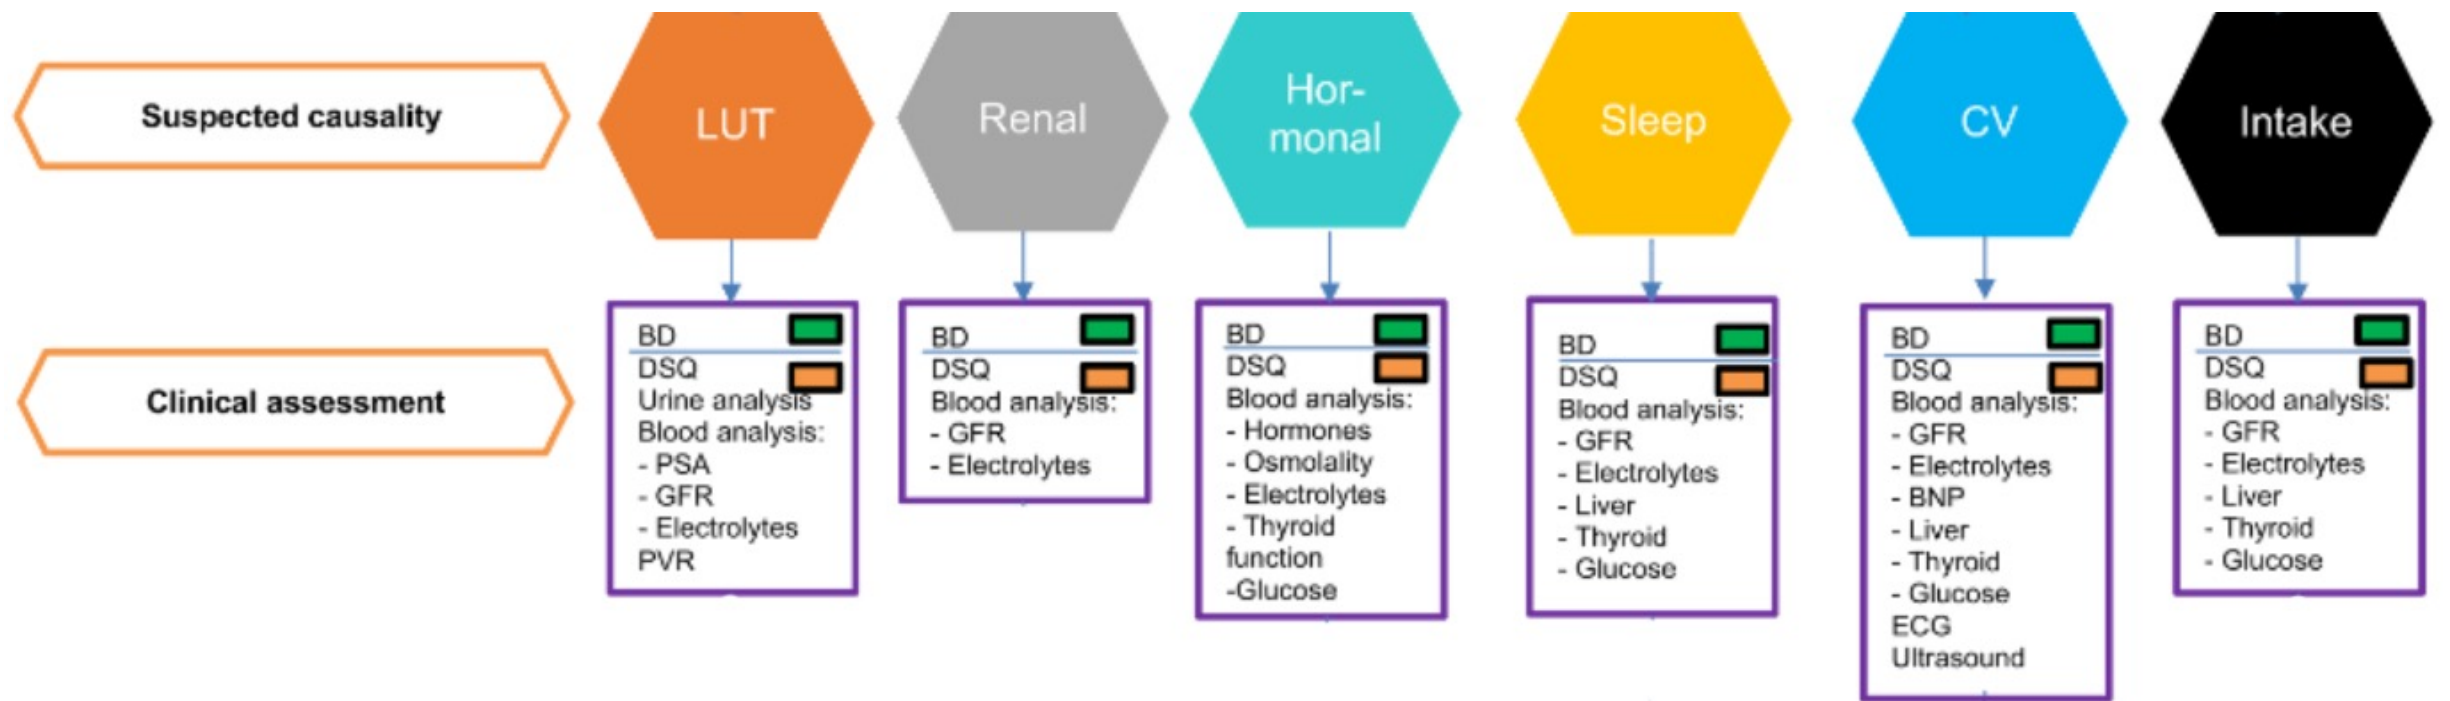 Suspected causality
LUT
Renal
Hor-
monal
Sleep
CV
Intake
Clinical assessment
BD
DSQ
Urine analysis
Blood analysis:
- PSA
- GFR
- Electrolytes
PVR
BD
DSQ
Blood analysis:
- GFR
- Electrolytes
BD
DSQ
Blood analysis:
- Hormones
- Osmolality
- Electrolytes
- Thyroid
function
-Glucose
BD
DSQ
Blood analysis:
- GFR
- Electrolytes
- Liver
- Thyroid
- Glucose
BD
DSQ
Blood analysis:
- GFR
- Electrolytes
- BNP
- Liver
- Thyroid
- Glucose
ECG
Ultrasound
BD
DSQ
Blood analysis:
- GFR
- Electrolytes
- Liver
- Thyroid
- Glucose